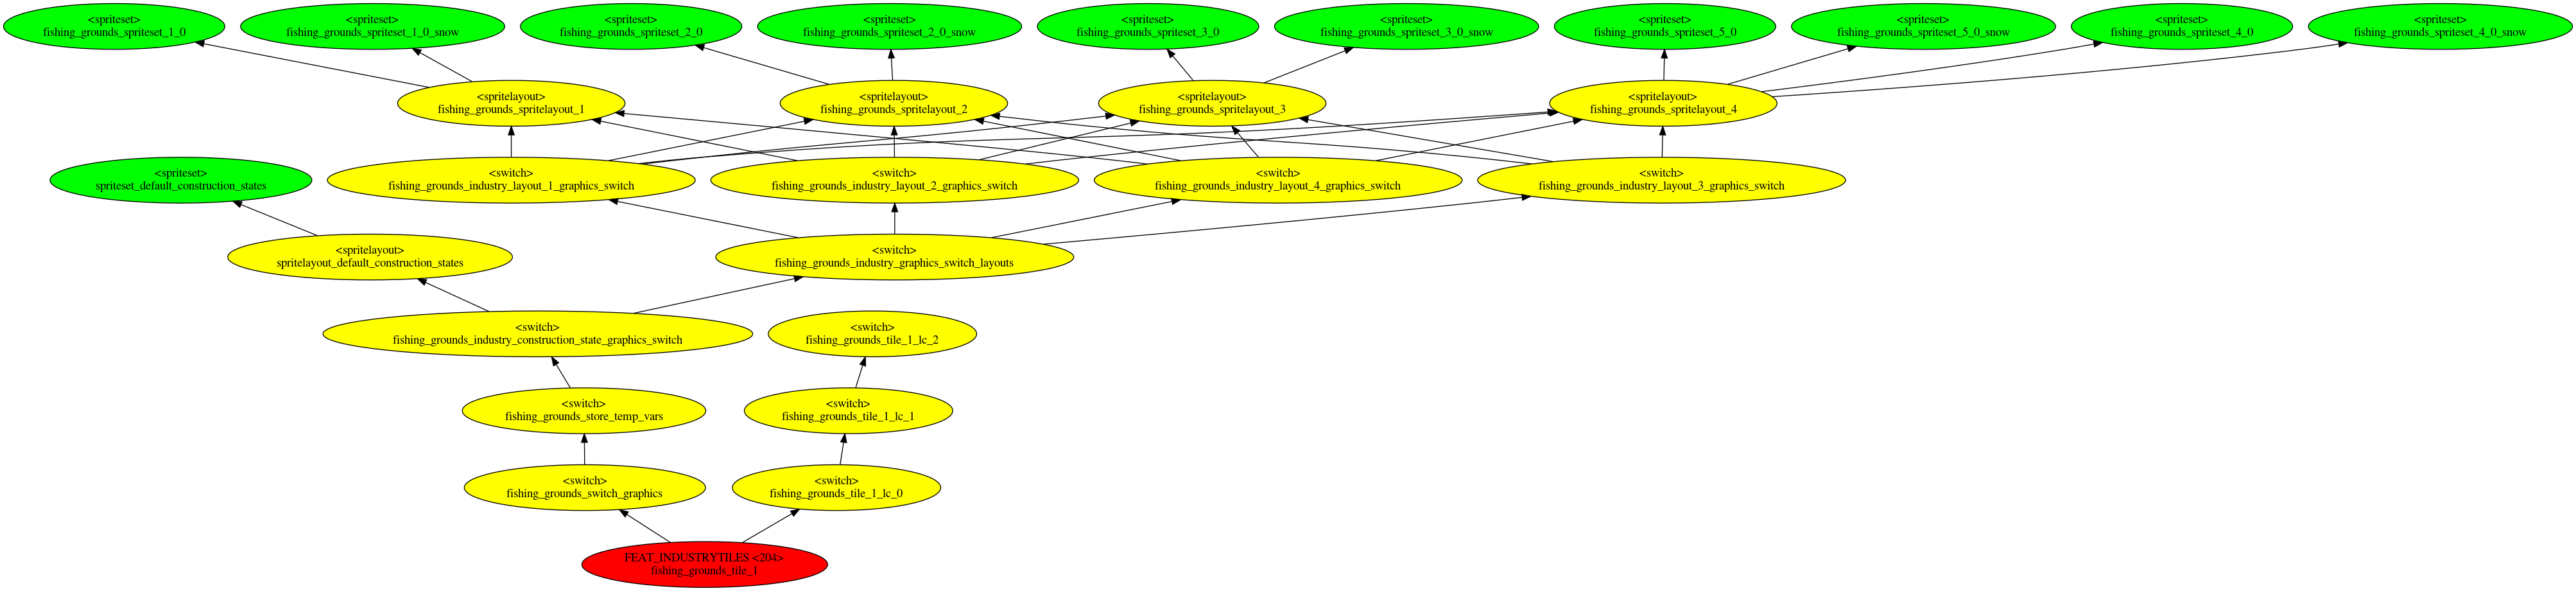 <spriteset>
fishing_grounds_spriteset_1_0
<spriteset>
fishing_grounds_spriteset_1_0_snow
<spriteset>
fishing_grounds_spriteset_2_0
<spriteset>
fishing_grounds_spriteset_2_0_snow
<spriteset>
fishing_grounds_spriteset_3_0
<spriteset>
fishing_grounds_spriteset_3_0_snow
<spriteset>
fishing_grounds_spriteset_5_0
<spriteset>
fishing_grounds_spriteset_5_0_snow
<spriteset>
fishing_grounds_spriteset_4_0
<spriteset>
fishing_grounds_spriteset_4_0_snow
<spritelayout>
fishing_grounds_spritelayout_1
<spritelayout>
fishing_grounds_spritelayout_2
<spritelayout>
fishing_grounds_spritelayout_3
<spritelayout>
fishing_grounds_spritelayout_4
<spriteset>
spriteset_default_construction_states
<switch>
fishing_grounds_industry_layout_1_graphics_switch
<switch>
fishing_grounds_industry_layout_2_graphics_switch
<switch>
fishing_grounds_industry_layout_4_graphics_switch
<switch>
fishing_grounds_industry_layout_3_graphics_switch
<spritelayout>
spritelayout_default_construction_states
<switch>
fishing_grounds_industry_graphics_switch_layouts
<switch>
fishing_grounds_industry_construction_state_graphics_switch
<switch>
fishing_grounds_tile_1_lc_2
<switch>
fishing_grounds_store_temp_vars
<switch>
fishing_grounds_tile_1_lc_1
<switch>
fishing_grounds_switch_graphics
<switch>
fishing_grounds_tile_1_lc_0
FEAT_INDUSTRYTILES <204>
fishing_grounds_tile_1